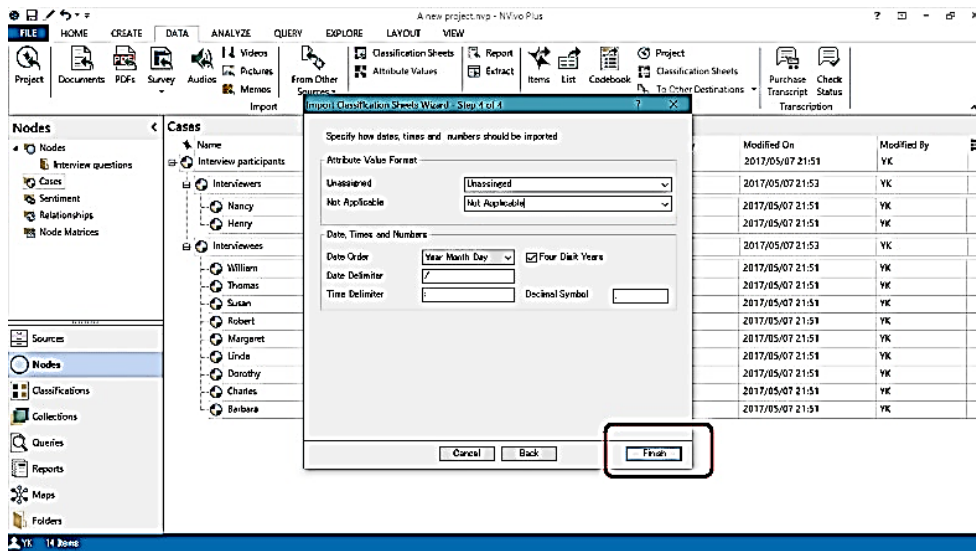 A new project.nvp - NVivo Plus
FILE HOME CREATE DATA ANALYZE QUERY EXPLORE LAYOUT VIEW
Project
Documents
PDFs
Survey
Audios
Videos
Pictures
Memos
From Other Sources
Classification Sheets
Attribute Values
Report
Extract
Items
List
Codebook
Project
Classification Sheets
To Other Destinations
Purchase Transcript
Check Status
Import
Transcription
Nodes
Nodes
Interview questions
Cases
Sentiment
Relationships
Node Matrices
Sources
Nodes
Classifications
Collections
Queries
Reports
Maps
Folders
Cases
Name Modified On Modified By
Interview participants 2017/05/07 21:51 YK
Interviewers 2017/05/07 21:53 YK
Nancy 2017/05/07 21:51 YK
Henry 2017/05/07 21:51 YK
Interviewees 2017/05/07 21:53 YK
William 2017/05/07 21:51 YK
Thomas 2017/05/07 21:51 YK
Susan 2017/05/07 21:51 YK
Robert 2017/05/07 21:51 YK
Margaret 2017/05/07 21:51 YK
Linda 2017/05/07 21:51 YK
Dorothy 2017/05/07 21:51 YK
Charles 2017/05/07 21:51 YK
Barbara 2017/05/07 21:51 YK
Import Classification Sheets Wizard - Step 4 of 4
Specify how dates, times and numbers should be imported
Attribute Value Format
Unassigned Unassinged
Not Applicable Not Applicable
Date, Times and Numbers
Date Order Year Month Day Four Digit Years
Date Delimiter /
Time Delimiter : Decimal Symbol .
Cancel Back Finish
YK 14 Items